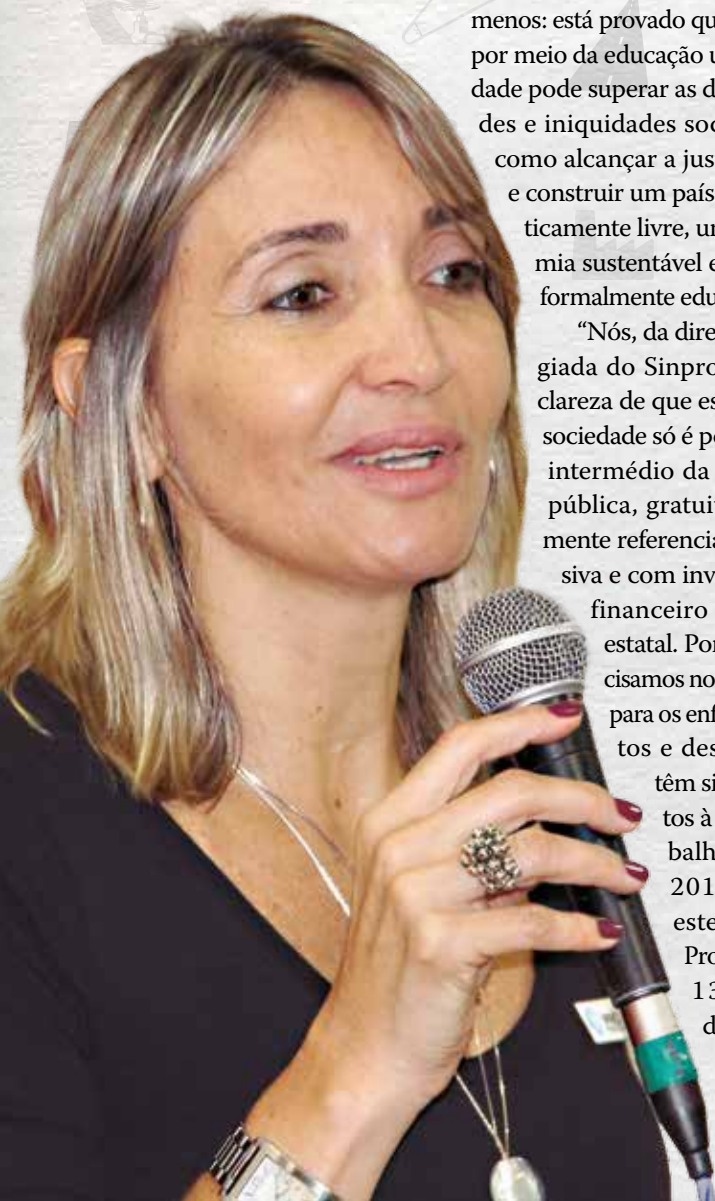 menos: está provado qu
por meio da educação u
dade pode superar as d
des e iniquidades soc
como alcançar a jus
e construir um país
ticamente livre, un
mia sustentável e
formalmente edu
“Nós, da dire
giada do Sinpro
clareza de que es
sociedade só é po
intermédio da
pública, gratui
mente referencia
siva e com inv
financeiro
estatal. Por
cisamos no
para os enf
tos e des
têm si
tos à
balh
201
este
Pro
13
d